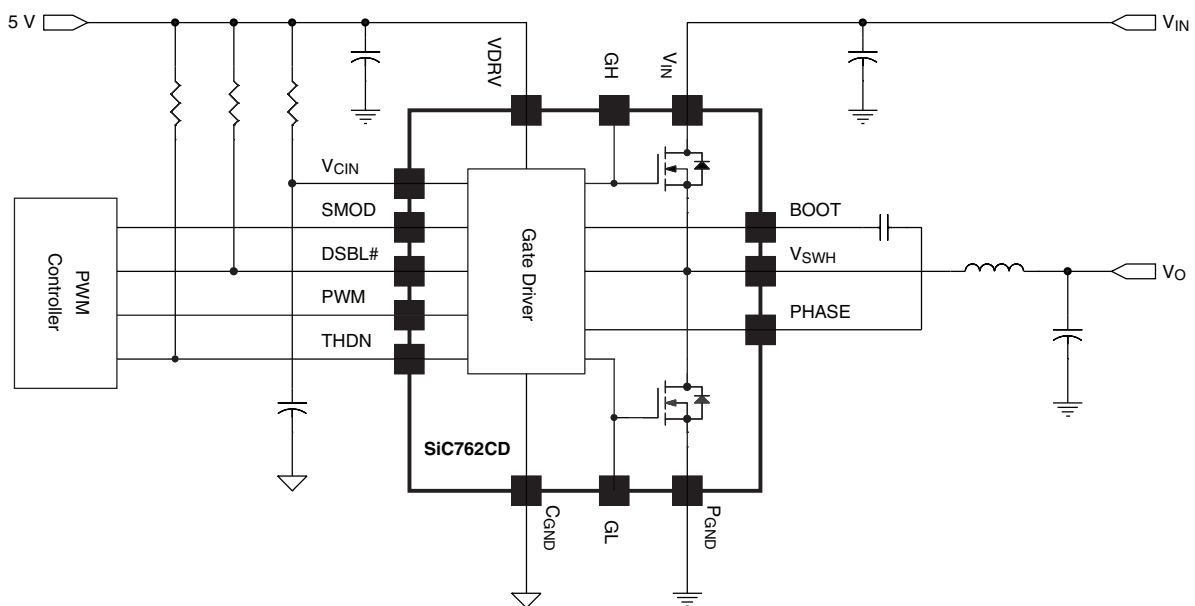 5 V
VIN
VDRV
GH
VIN
VCIN
SMOD
DSBL#
PWM
THDN
PWM
Controller
Gate Driver
BOOT
VSWH
PHASE
VO
SiC762CD
CGND
GL
PGND